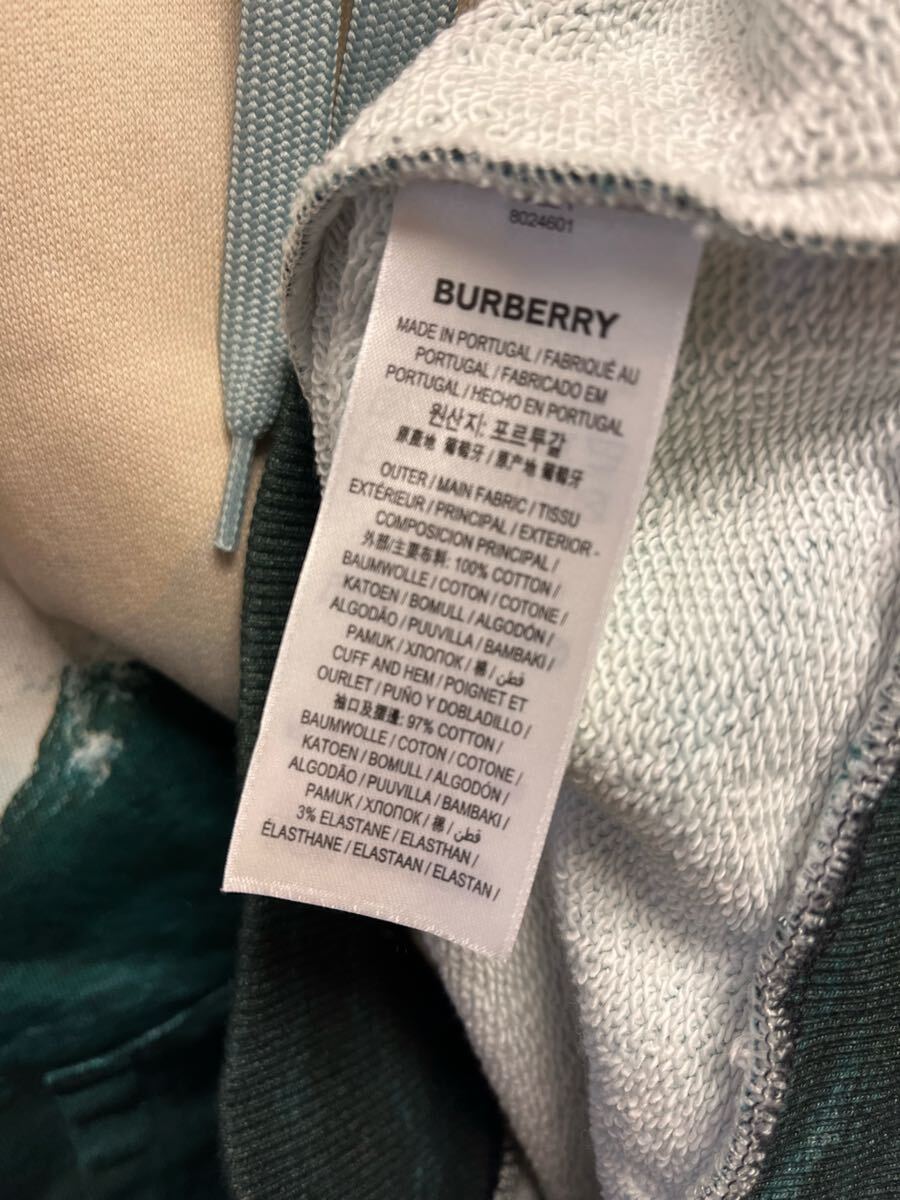 8024601
BURBERRY
MADE IN PORTUGAL / FABRIQUÉ AU
PORTUGAL / FABRICADO EM
PORTUGAL / HECHO EN PORTUGAL
원산지: 포르투갈
原產地 葡萄牙 / 原产地 葡萄牙
OUTER / MAIN FABRIC / TISSU
EXTÉRIEUR / PRINCIPAL / EXTERIOR -
COMPOSICION PRINCIPAL /
外部/主要布料: 100% COTTON /
BAUMWOLLE / COTON / COTONE /
KATOEN / BOMULL / ALGODÓN /
ALGODÃO / PUUVILLA / BAMBAKI /
PAMUK / ХЛОПОК / 棉 / قطن /
CUFF AND HEM / POIGNET ET
OURLET / PUÑO Y DOBLADILLO /
袖口及摆邊: 97% COTTON /
BAUMWOLLE / COTON / COTONE /
KATOEN / BOMULL / ALGODÓN /
ALGODÃO / PUUVILLA / BAMBAKI /
PAMUK / ХЛОПОК / 棉 / قطن /
3% ELASTANE / ELASTHAN /
ÉLASTHANE / ELASTAAN / ELASTAN /